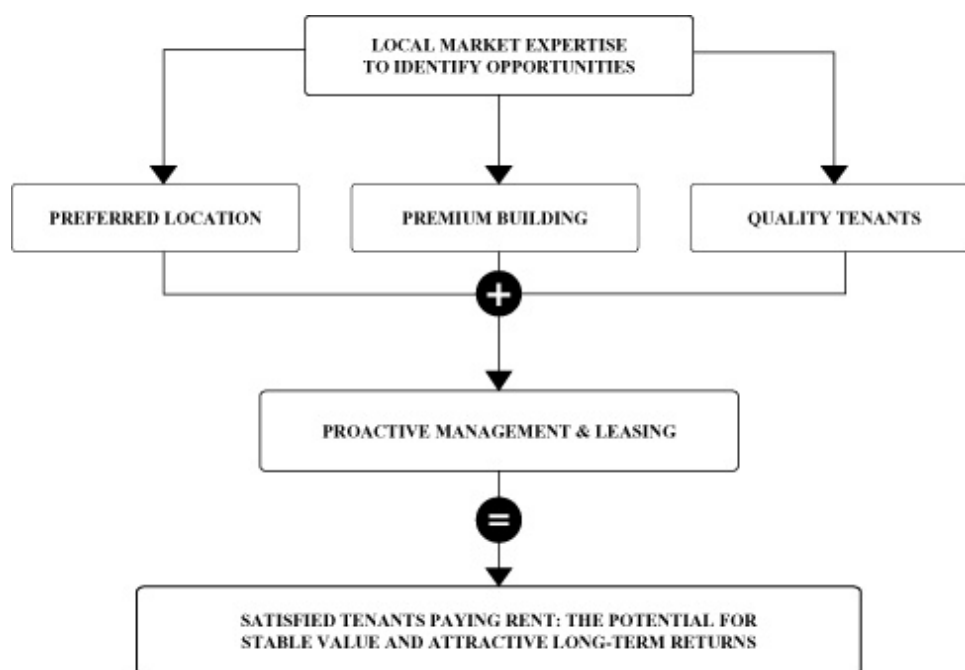 LOCAL MARKET EXPERTISE
TO IDENTIFY OPPORTUNITIES
PREFERRED LOCATION
PREMIUM BUILDING
QUALITY TENANTS
+
PROACTIVE MANAGEMENT & LEASING
=
SATISFIED TENANTS PAYING RENT: THE POTENTIAL FOR
STABLE VALUE AND ATTRACTIVE LONG-TERM RETURNS